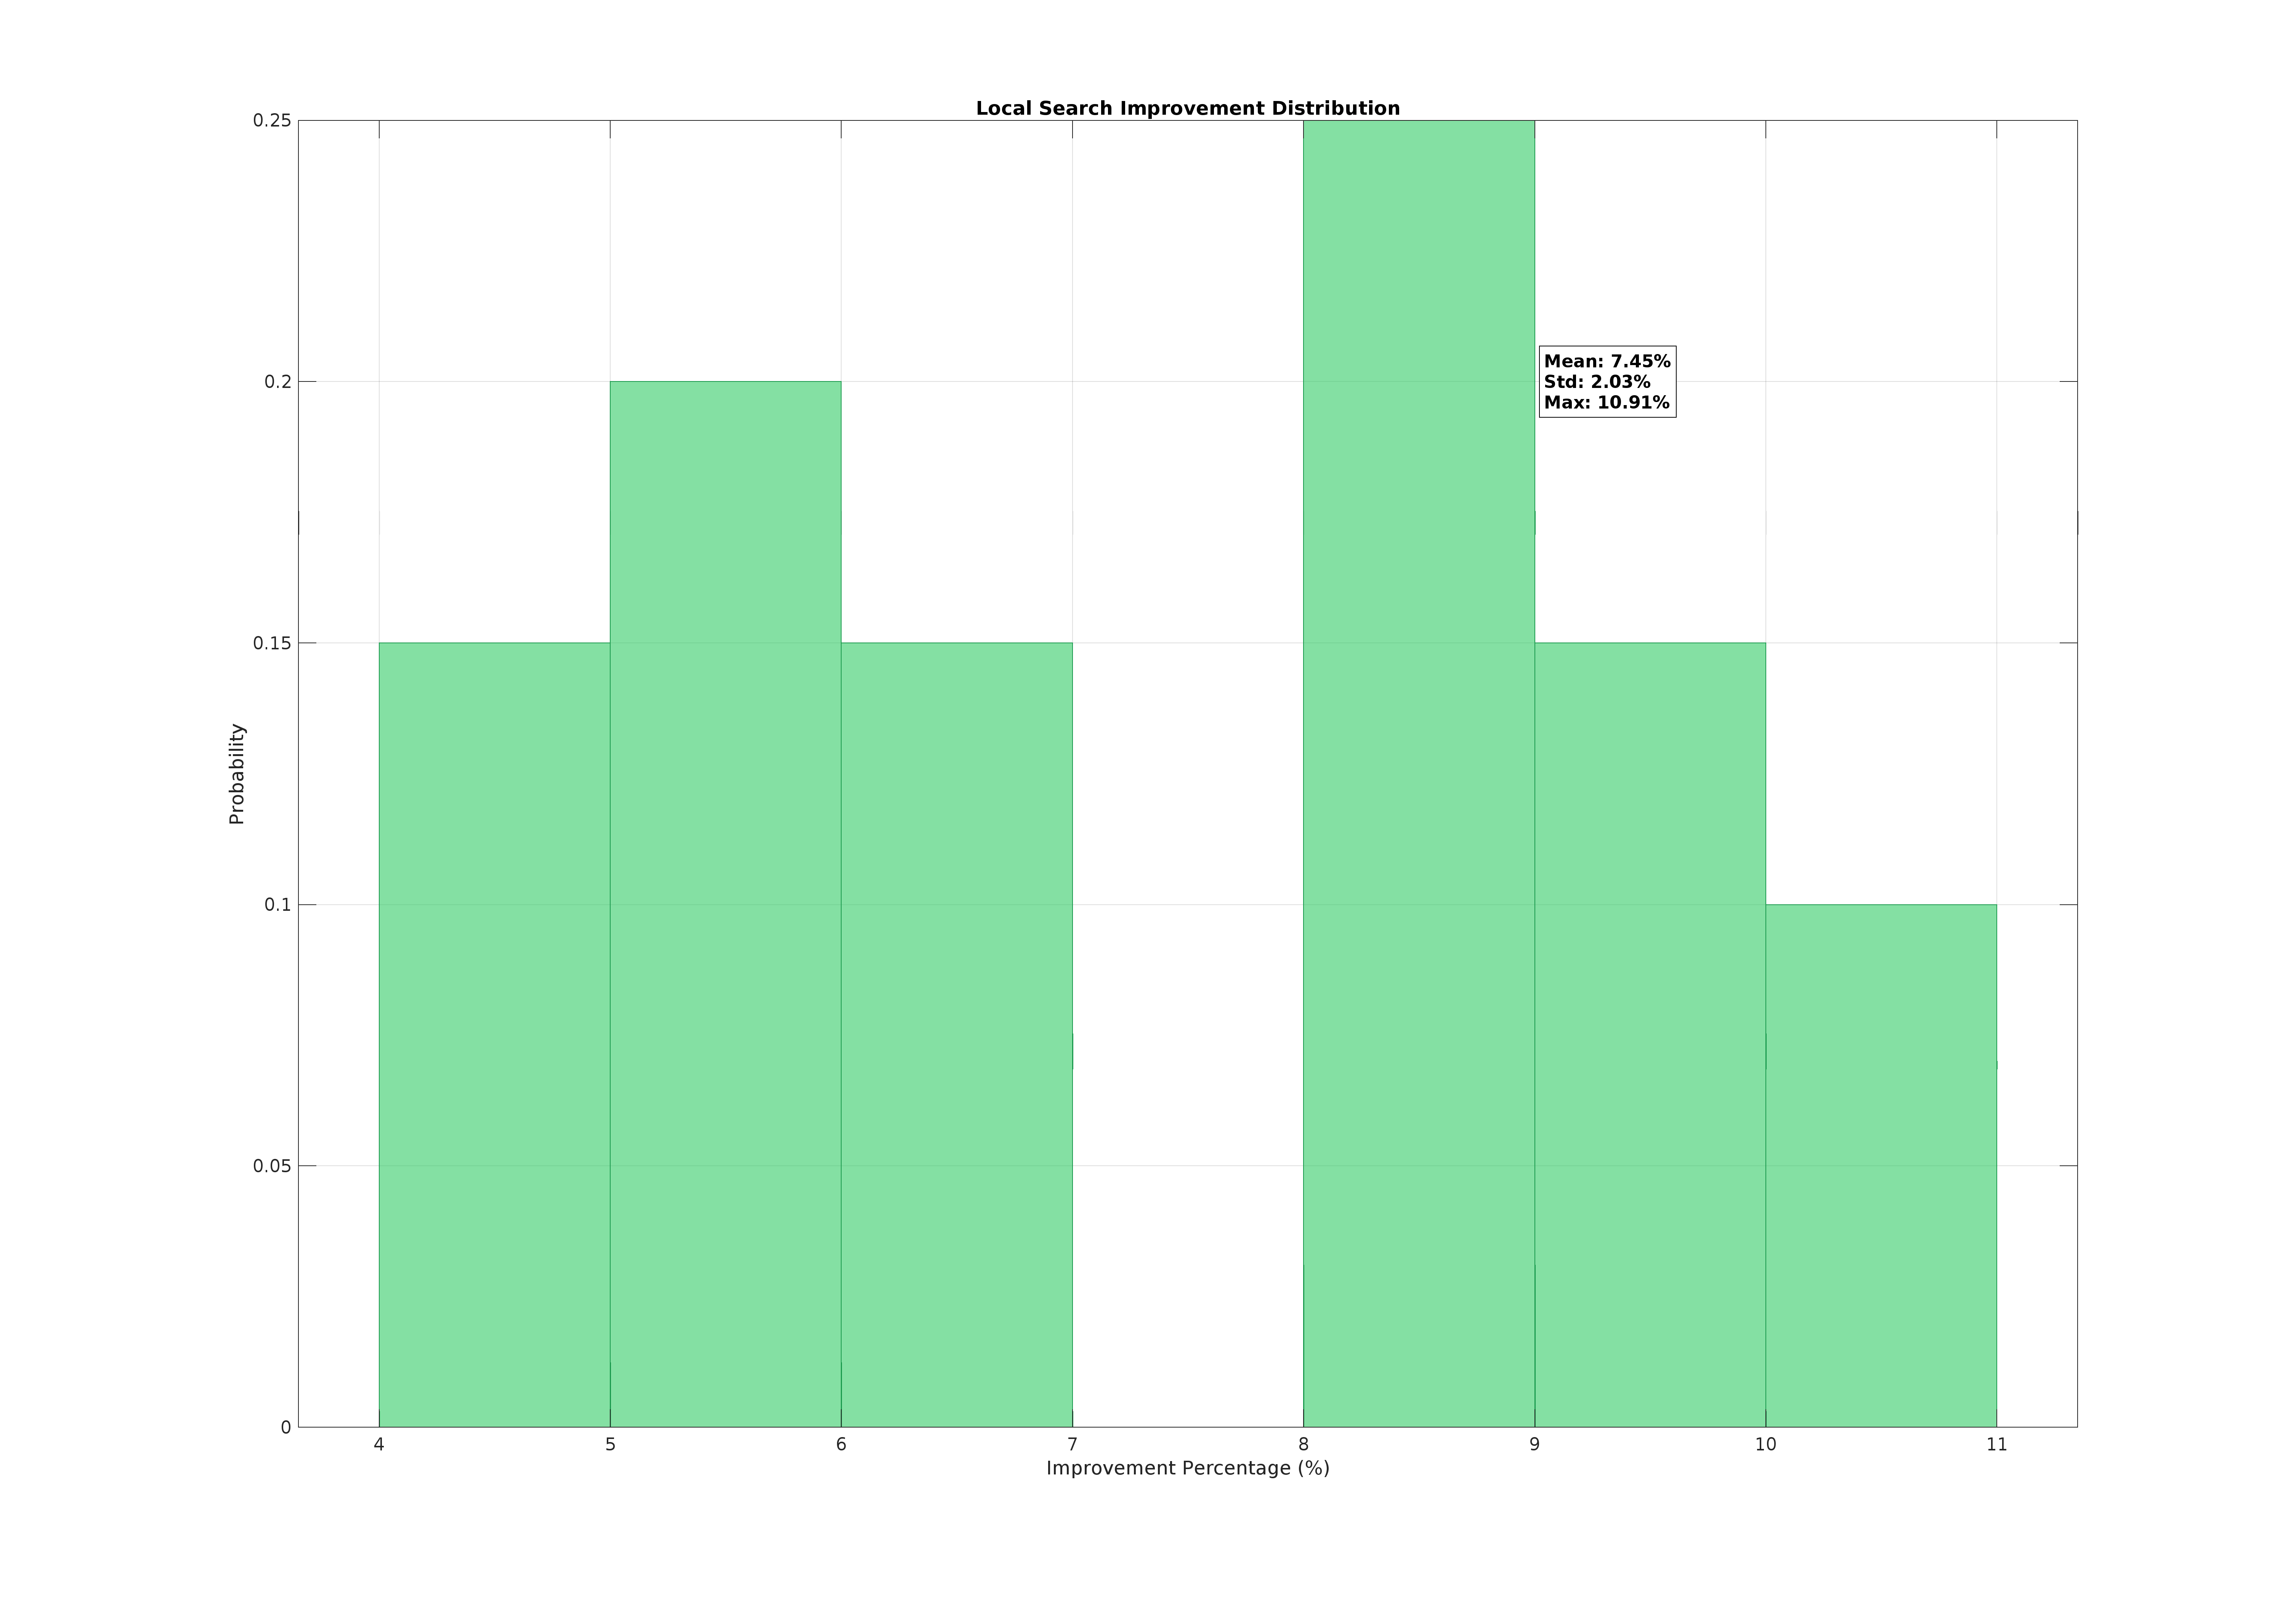 Local Search Improvement Distribution
0.25
0.2
0.15
0.1
0.05
0
Probability
Mean: 7.45%
Std: 2.03%
Max: 10.91%
4 5 6 7 8 9 10 11
Improvement Percentage (%)